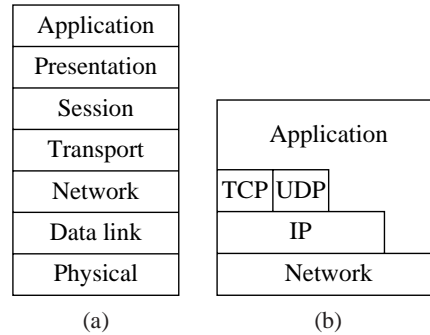 Application
Presentation
Session
Transport
Network
Data link
Physical
(a)
Application
TCP UDP
IP
Network
(b)